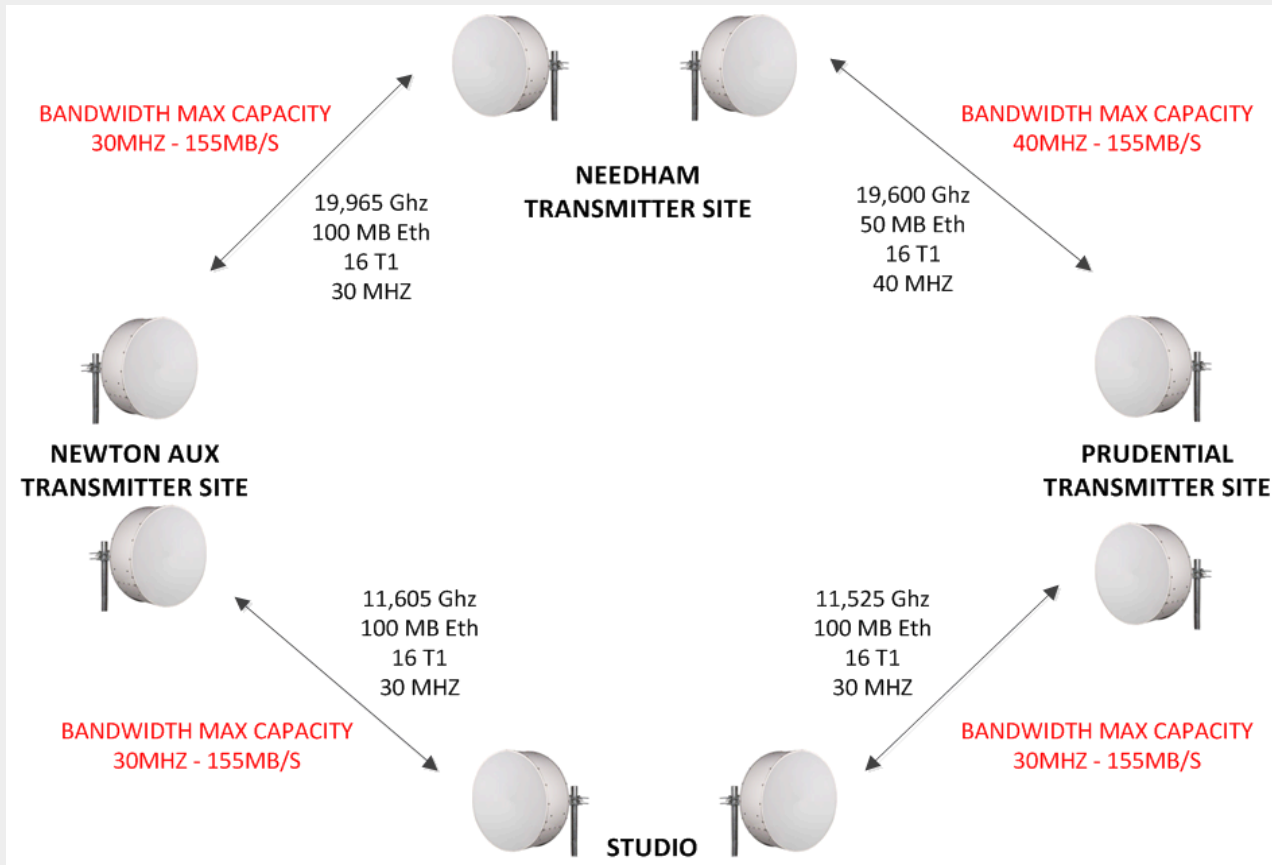 BANDWIDTH MAX CAPACITY
30MHZ - 155MB/S
BANDWIDTH MAX CAPACITY
40MHZ - 155MB/S
NEEDHAM
TRANSMITTER SITE
19,965 Ghz
100 MB Eth
16 T1
30 MHZ
19,600 Ghz
50 MB Eth
16 T1
40 MHZ
NEWTON AUX
TRANSMITTER SITE
PRUDENTIAL
TRANSMITTER SITE
11,605 Ghz
100 MB Eth
16 T1
30 MHZ
11,525 Ghz
100 MB Eth
16 T1
30 MHZ
BANDWIDTH MAX CAPACITY
30MHZ - 155MB/S
BANDWIDTH MAX CAPACITY
30MHZ - 155MB/S
STUDIO